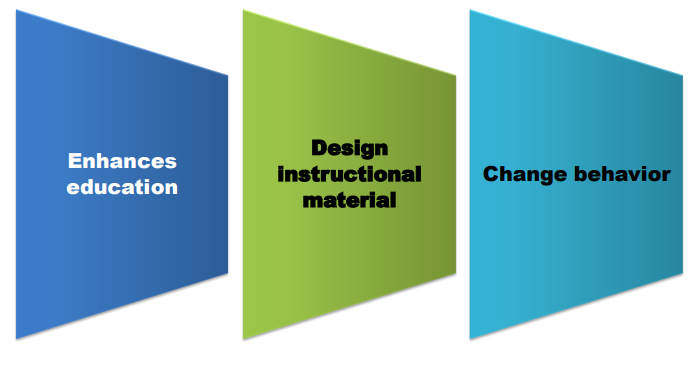 Enhances
education
Design
instructional
material
Change behavior